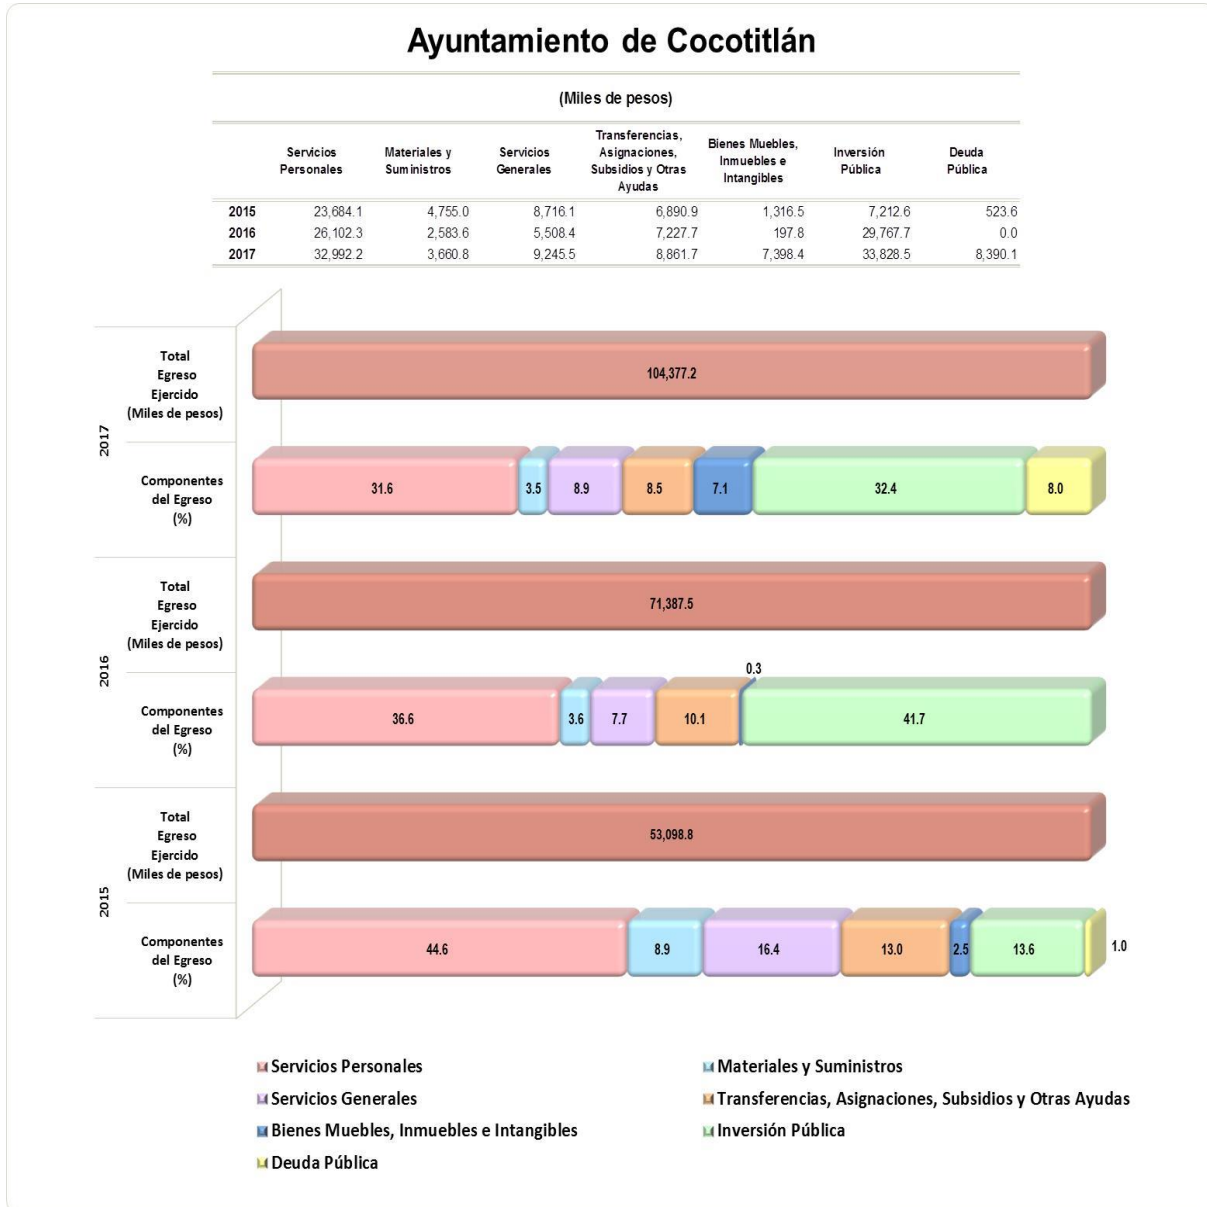 Ayuntamiento de Cocotitlán
(Miles de pesos)
Servicios Personales Materiales y Suministros Servicios Generales Transferencias, Asignaciones, Subsidios y Otras Ayudas Bienes Muebles, Inmuebles e Intangibles Inversión Pública Deuda Pública
2015 23,684.1 4,755.0 8,716.1 6,890.9 1,316.5 7,212.6 523.6
2016 26,102.3 2,583.6 5,508.4 7,227.7 197.8 29,767.7 0.0
2017 32,992.2 3,660.8 9,245.5 8,861.7 7,398.4 33,828.5 8,390.1
2017
Total
Egreso
Ejercido
(Miles de pesos)
104,377.2
Componentes
del Egreso
(%)
31.6 3.5 8.9 8.5 7.1 32.4 8.0
2016
Total
Egreso
Ejercido
(Miles de pesos)
71,387.5
Componentes
del Egreso
(%)
36.6 3.6 7.7 10.1 0.3 41.7
2015
Total
Egreso
Ejercido
(Miles de pesos)
53,098.8
Componentes
del Egreso
(%)
44.6 8.9 16.4 13.0 2.5 13.6 1.0
Servicios Personales
Materiales y Suministros
Servicios Generales
Transferencias, Asignaciones, Subsidios y Otras Ayudas
Bienes Muebles, Inmuebles e Intangibles
Inversión Pública
Deuda Pública